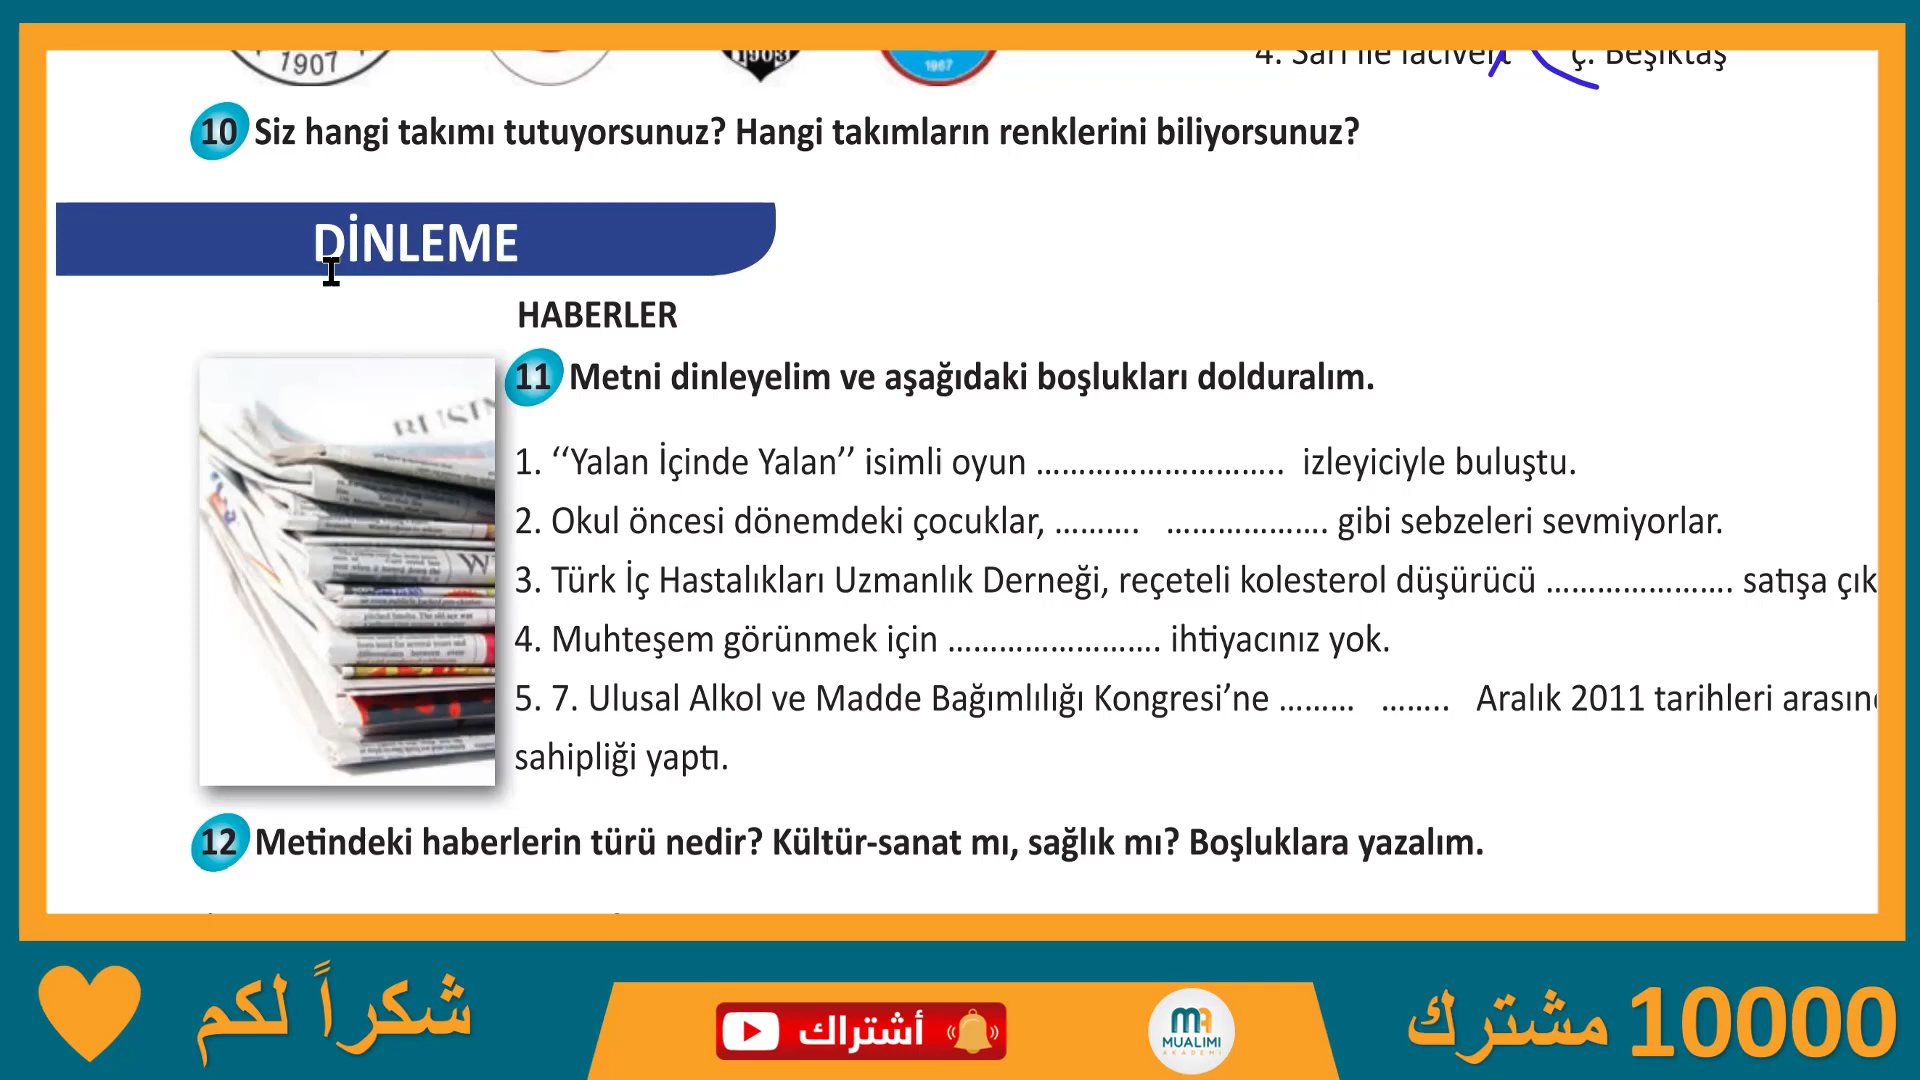 1907
1903
1967
4. Sarı ile lacivert ç. Beşiktaş
10 Siz hangi takımı tutuyorsunuz? Hangi takımların renklerini biliyorsunuz?
DİNLEME
HABERLER
11 Metni dinleyelim ve aşağıdaki boşlukları dolduralım.
1. ‘‘Yalan İçinde Yalan’’ isimli oyun ……………………….. izleyiciyle buluştu.
2. Okul öncesi dönemdeki çocuklar, ………. ………………. gibi sebzeleri sevmiyorlar.
3. Türk İç Hastalıkları Uzmanlık Derneği, reçeteli kolesterol düşürücü …………………. satışa çık
4. Muhteşem görünmek için ……………………. ihtiyacınız yok.
5. 7. Ulusal Alkol ve Madde Bağımlılığı Kongresi’ne ……… …….. Aralık 2011 tarihleri arasın
sahipliği yaptı.
12 Metindeki haberlerin türü nedir? Kültür-sanat mı, sağlık mı? Boşluklara yazalım.
شكراً لكم
أشتراك
MUALIMI
AKADEMI
10000 مشترك